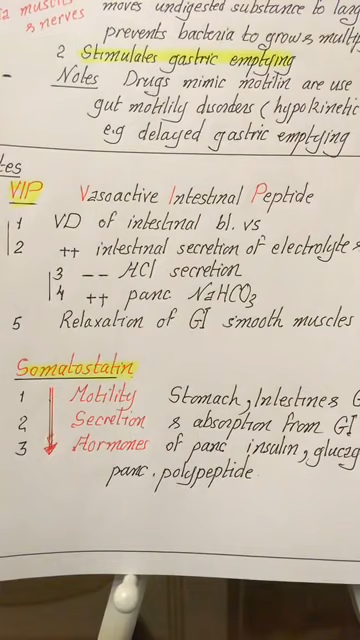 moves undigested substance to
& nerves
prevents bacteria to grow &
2 Stimulates gastric emptying
Notes Drugs mimic motilin are use
gut motility disorders (hypokinetic
e.g delayed gastric emptying
VIP Vasoactive Intestinal Peptide
1 VD of intestinal bl. vs
2 ++ intestinal secretion of electrolyte
3 -- HCl secretion
4 ++ panc NaHCO3
5 Relaxation of GI smooth muscles
Somatostatin
1 Motility Stomach, Intestines
2 Secretion & absorption from GI
3 Hormones of panc insulin,
panc. polypeptide